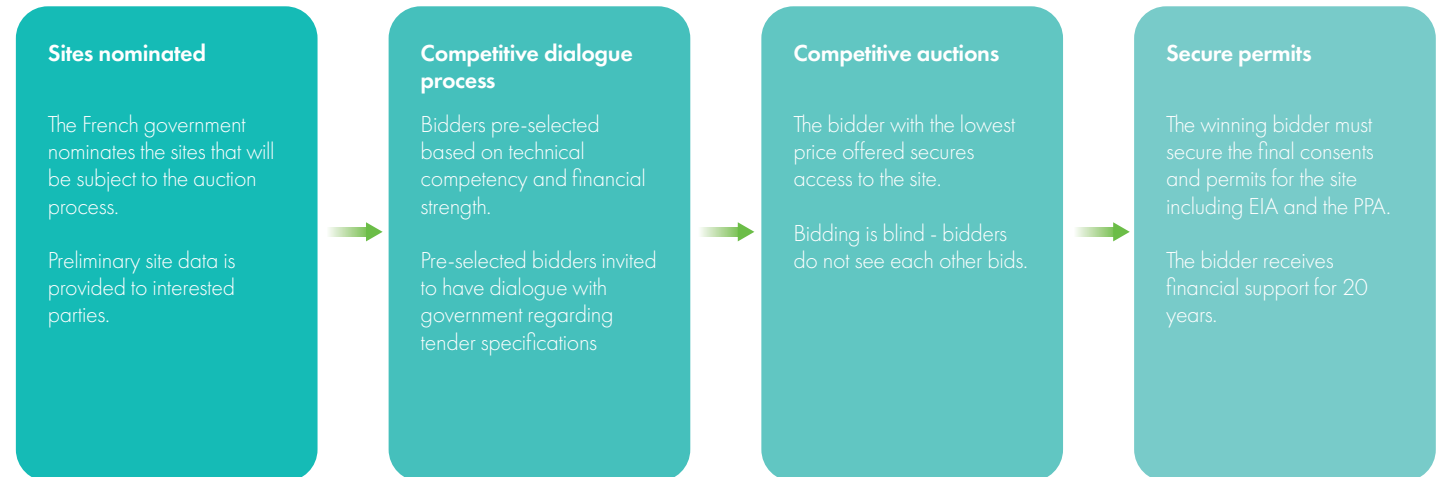 Sites nominated
The French government
nominates the sites that will
be subject to the auction
process.
Preliminary site data is
provided to interested
parties.
Competitive dialogue
process
Bidders pre-selected
based on technical
competency and financial
strength.
Pre-selected bidders invited
to have dialogue with
government regarding
tender specifications
Competitive auctions
The bidder with the lowest
price offered secures
access to the site.
Bidding is blind - bidders
do not see each other bids.
Secure permits
The winning bidder must
secure the final consents
and permits for the site
including EIA and the PPA.
The bidder receives
financial support for 20
years.